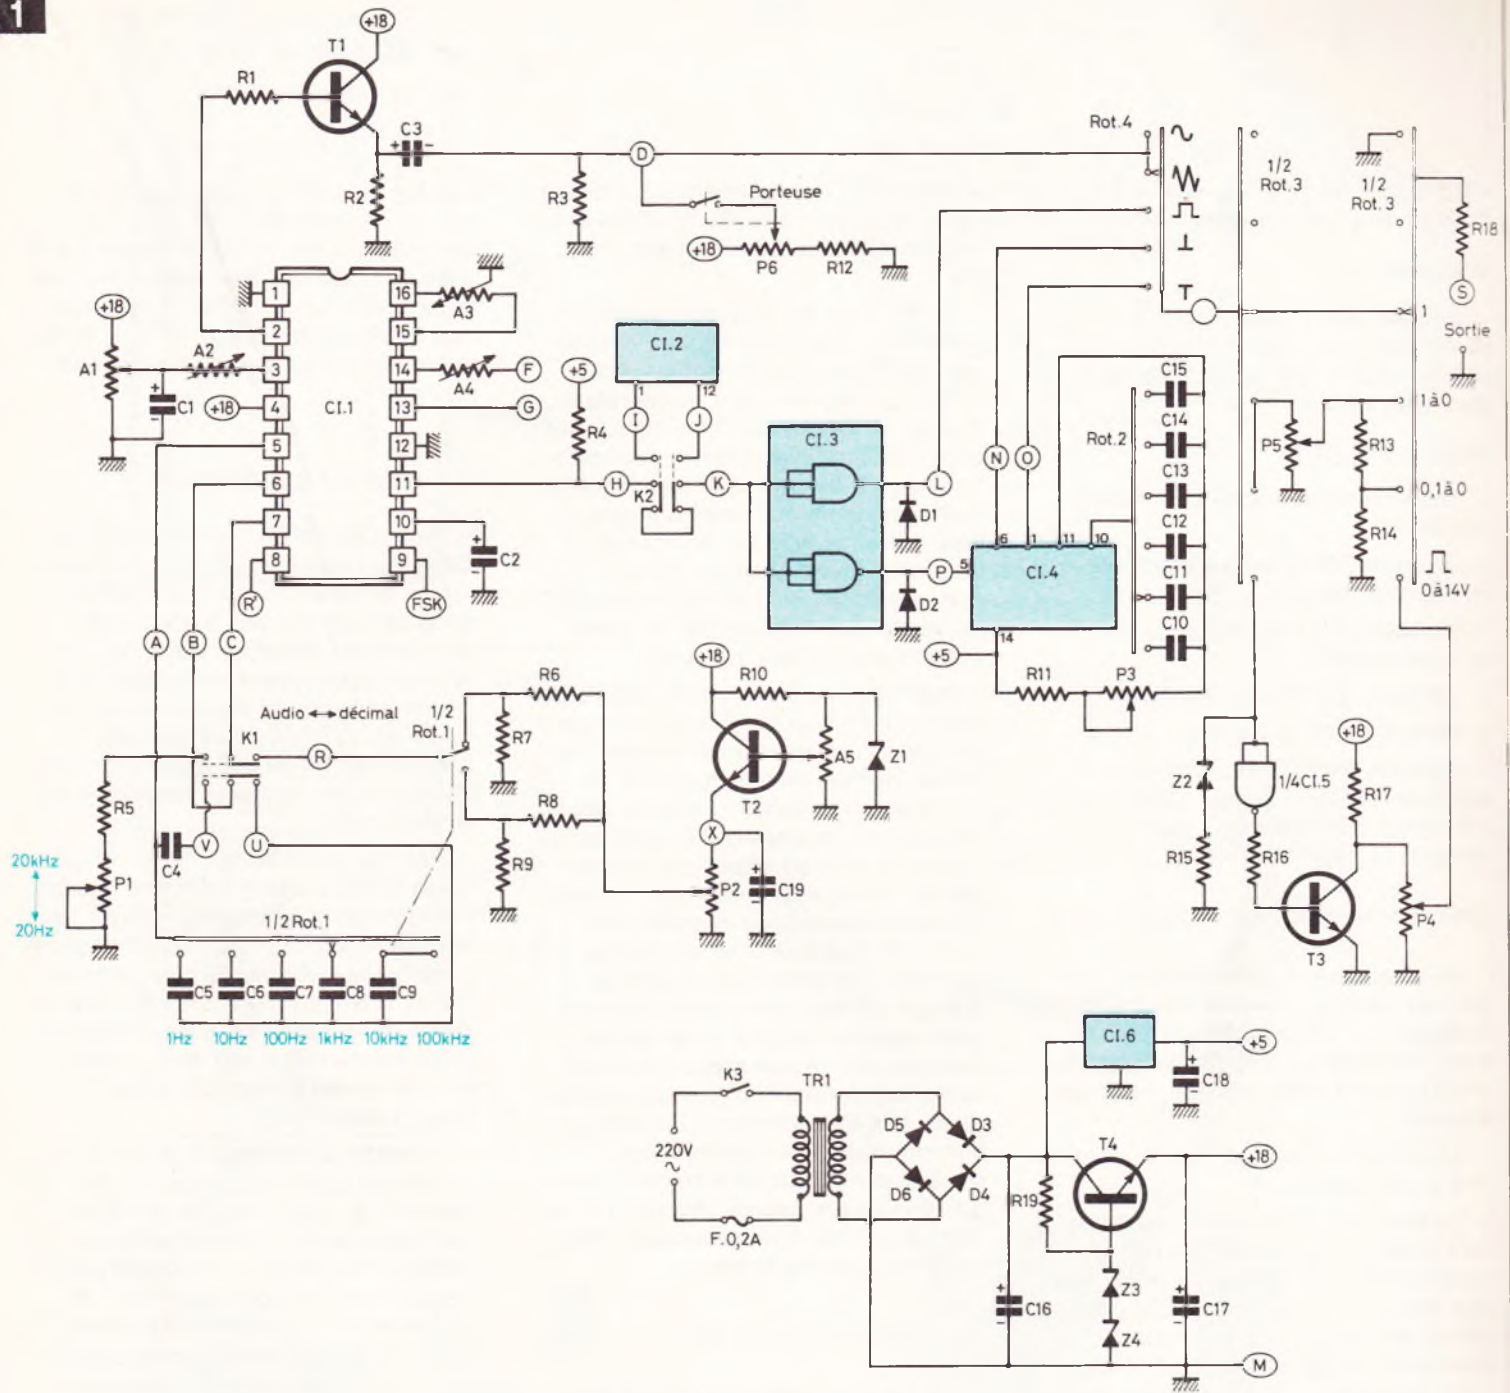 1
+18
T1
R1
C3
+
-
D
R2
R3
Porteuse
+18
P6
R12
Rot.4
1/2
Rot.3
1/2
Rot.3
R18
S
1
Sortie
+18
A1
A2
C1
+
-
+18
1
2
3
4
5
6
7
8
CI.1
16
15
14
13
12
11
10
9
A3
A4
F
G
+5
R4
CI.2
1
12
I
J
H
K2
K
C2
+
-
R'
FSK
CI.3
L
D1
P
D2
N
O
5
6
1
11
10
CI.4
14
+5
R11
P3
Rot.2
C15
C14
C13
C12
C11
C10
P5
R13
R14
1 à 0
0,1 à 0
0 à 14V
A
B
C
Audio ↔ décimal
K1
R
1/2
Rot.1
R5
P1
20kHz
20Hz
C4
V
U
1/2 Rot.1
C5
C6
C7
C8
C9
1Hz
10Hz
100Hz
1kHz
10kHz
100kHz
R6
R7
R8
R9
+18
R10
T2
A5
Z1
X
P2
C19
+
-
Z2
R15
1/4CI.5
R16
+18
R17
T3
P4
K3
220V
~
F.0,2A
TR1
D5
D3
D6
D4
CI.6
+5
C18
+
-
T4
+18
R19
Z3
Z4
C16
+
-
C17
+
-
M